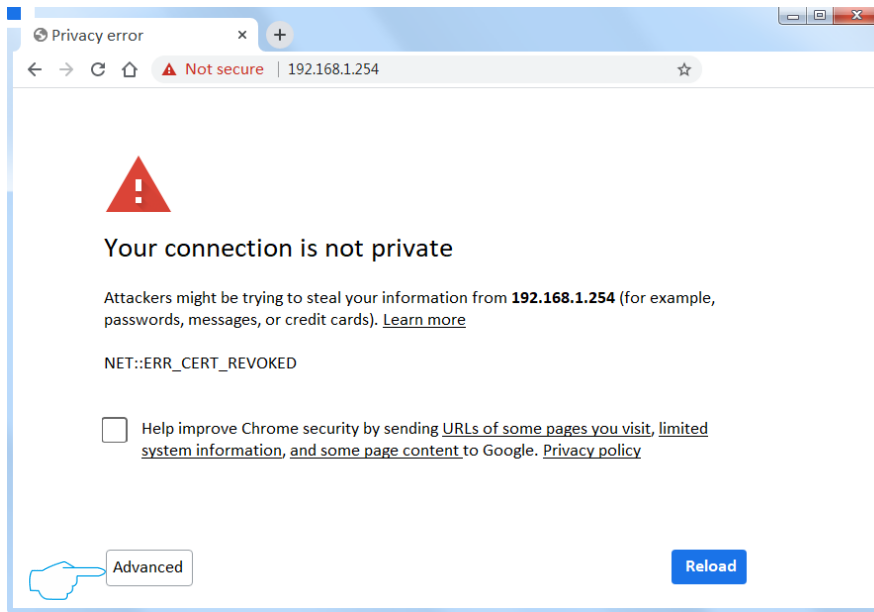 Privacy error
Not secure 192.168.1.254
Your connection is not private
Attackers might be trying to steal your information from 192.168.1.254 (for example,
passwords, messages, or credit cards). Learn more
NET::ERR_CERT_REVOKED
Help improve Chrome security by sending URLs of some pages you visit, limited
system information, and some page content to Google. Privacy policy
Advanced
Reload